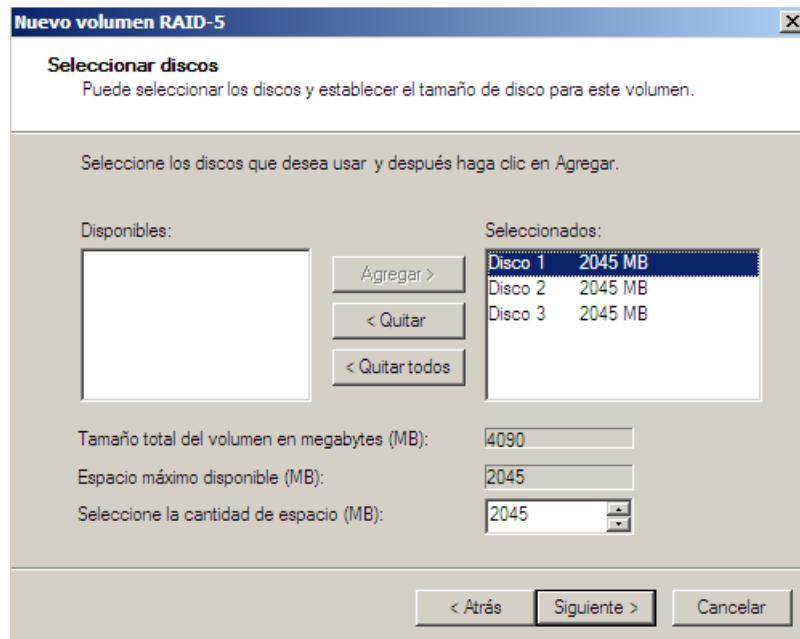 Nuevo volumen RAID-5
Seleccionar discos
Puede seleccionar los discos y establecer el tamaño de disco para este volumen.
Seleccione los discos que desea usar y después haga clic en Agregar.
Disponibles:
Seleccionados:
Disco 1 2045 MB
Disco 2 2045 MB
Disco 3 2045 MB
Agregar >
< Quitar
< Quitar todos
Tamaño total del volumen en megabytes (MB): 4090
Espacio máximo disponible (MB): 2045
Seleccione la cantidad de espacio (MB): 2045
< Atrás Siguiente > Cancelar